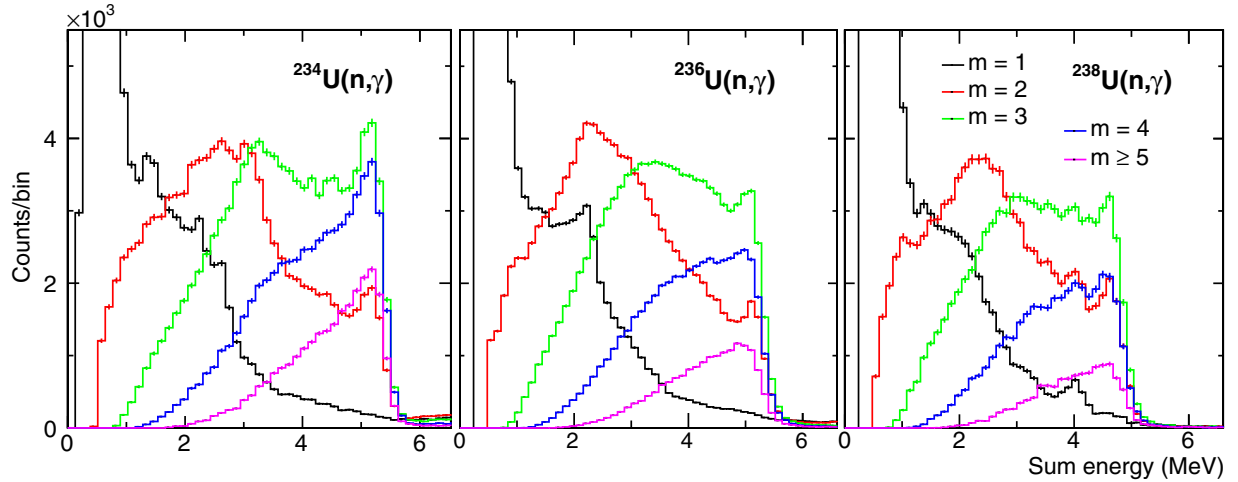 ×10³
²³⁴U(n,γ)
²³⁶U(n,γ)
²³⁸U(n,γ)
m = 1
m = 2
m = 3
m = 4
m ≥ 5
Counts/bin
4
2
0
0 2 4 6
0 2 4 6
0 2 4 6
Sum energy (MeV)